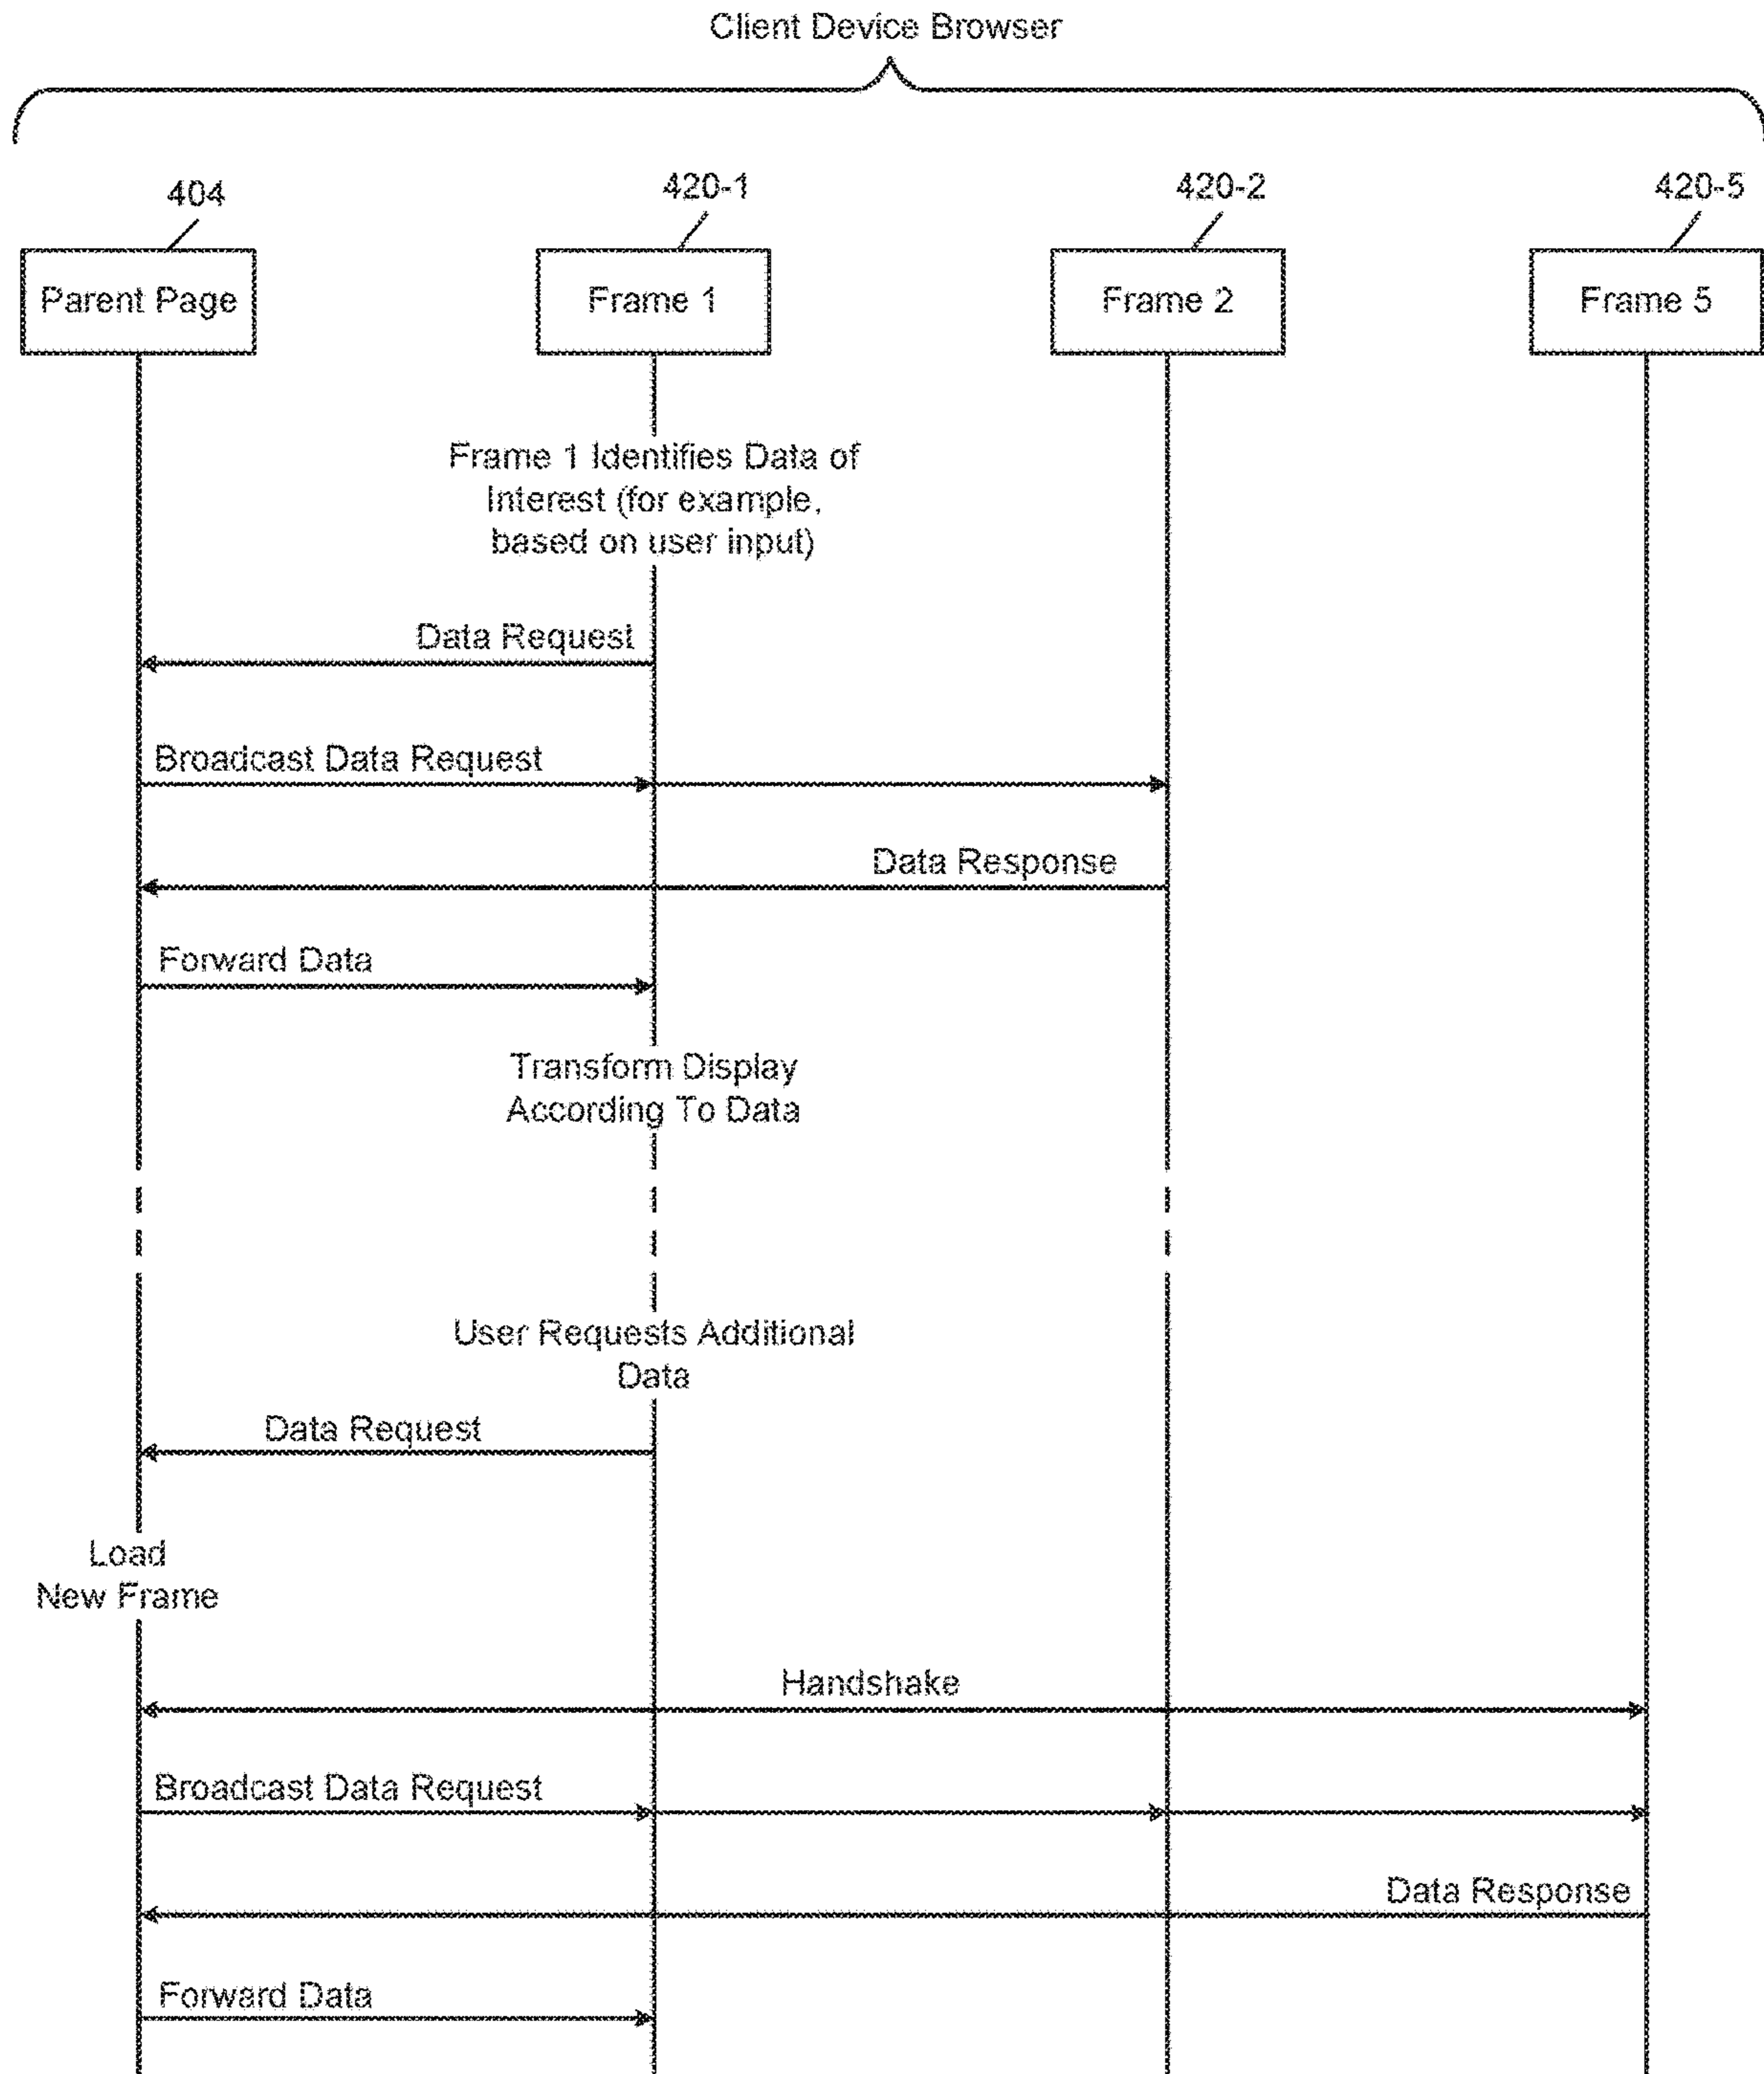 Client Device Browser
404
420-1
420-2
420-5
Parent Page
Frame 1
Frame 2
Frame 5
Frame 1 Identifies Data of
Interest (for example,
based on user input)
Data Request
Broadcast Data Request
Data Response
Forward Data
Transform Display
According To Data
User Requests Additional
Data
Data Request
Load
New Frame
Handshake
Broadcast Data Request
Data Response
Forward Data